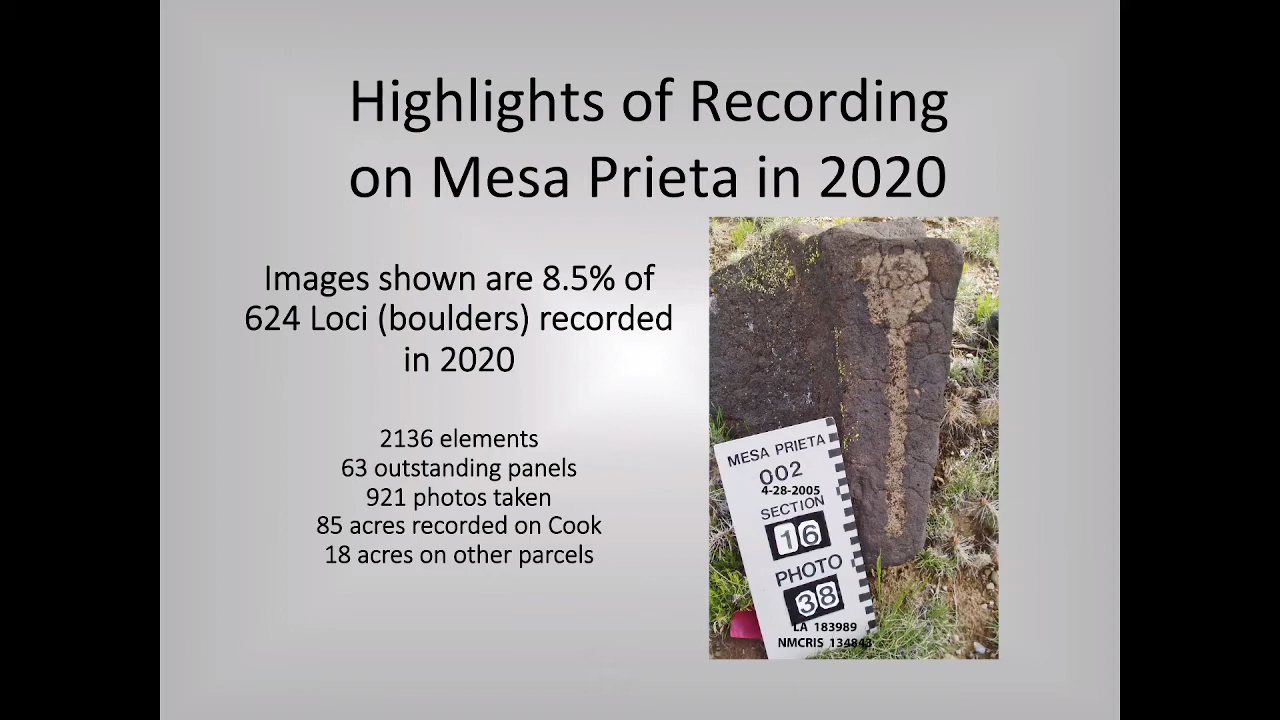 Highlights of Recording
on Mesa Prieta in 2020
Images shown are 8.5% of
624 Loci (boulders) recorded
in 2020
2136 elements
63 outstanding panels
921 photos taken
85 acres recorded on Cook
18 acres on other parcels
MESA PRIETA
002
4-28-2005
SECTION
16
PHOTO
38
LA 183989
NMCRIS 134843